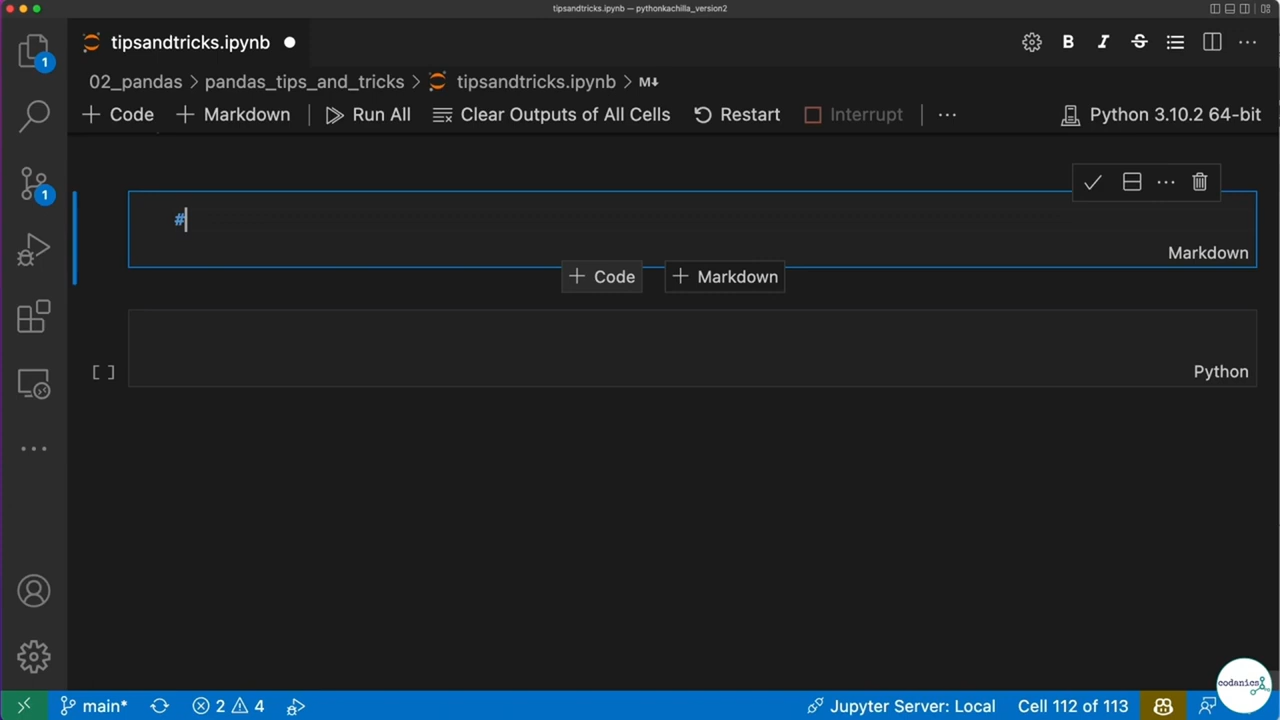 tipsandtricks.ipynb — pythonkachilla_version2
tipsandtricks.ipynb
02_pandas > pandas_tips_and_tricks > tipsandtricks.ipynb > M↓
Code Markdown Run All Clear Outputs of All Cells Restart Interrupt Python 3.10.2 64-bit
1
1
#
Markdown
Code Markdown
[ ]
Python
codanics
main* 2 4 Jupyter Server: Local Cell 112 of 113